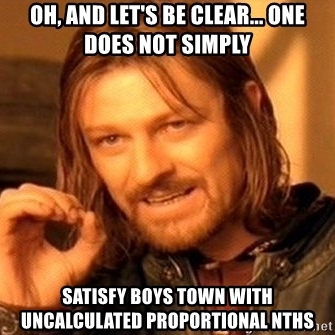 OH, AND LET'S BE CLEAR... ONE
DOES NOT SIMPLY
SATISFY BOYS TOWN WITH
UNCALCULATED PROPORTIONAL NTHS